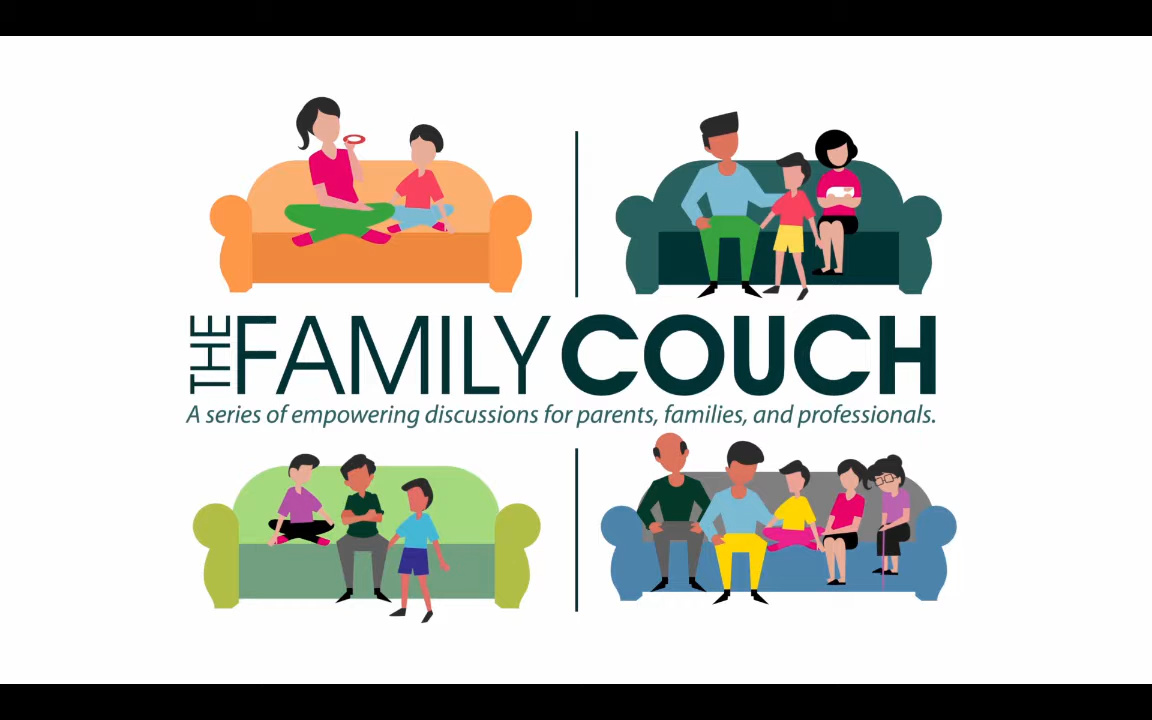 THE FAMILY COUCH
A series of empowering discussions for parents, families, and professionals.